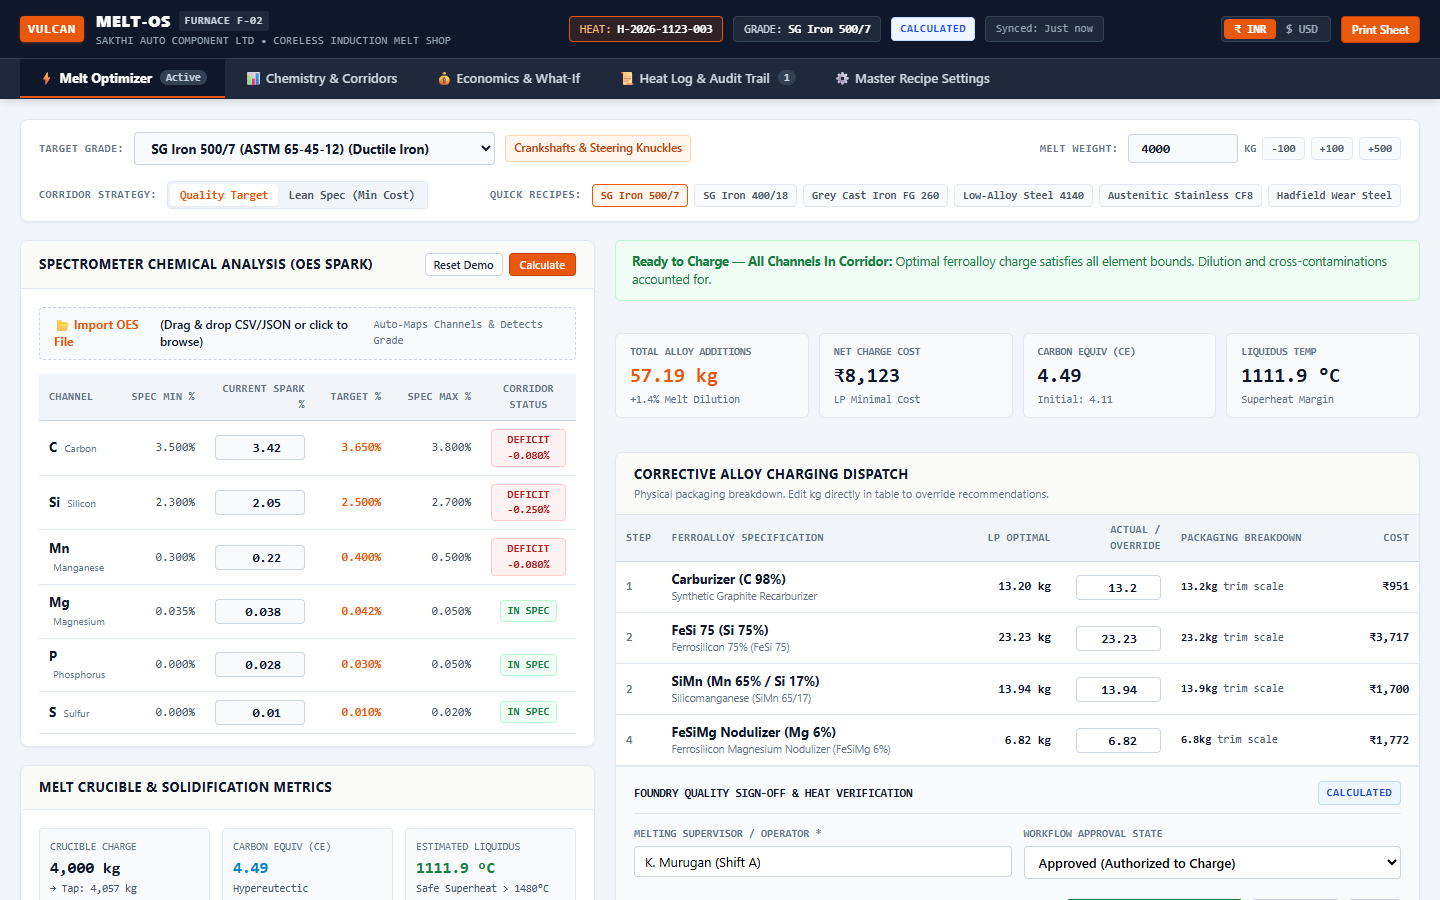 VULCAN
MELT-OS FURNACE F-02
SAKTHI AUTO COMPONENT LTD • CORELESS INDUCTION MELT SHOP
HEAT: H-2026-1123-003
GRADE: SG Iron 500/7
CALCULATED
Synced: Just now
₹ INR $ USD
Print Sheet
Melt Optimizer Active
Chemistry & Corridors
Economics & What-If
Heat Log & Audit Trail 1
Master Recipe Settings
TARGET GRADE: SG Iron 500/7 (ASTM 65-45-12) (Ductile Iron) Crankshafts & Steering Knuckles
MELT WEIGHT: 4000 KG -100 +100 +500
CORRIDOR STRATEGY: Quality Target Lean Spec (Min Cost)
QUICK RECIPES: SG Iron 500/7 SG Iron 400/18 Grey Cast Iron FG 260 Low-Alloy Steel 4140 Austenitic Stainless CF8 Hadfield Wear Steel
SPECTROMETER CHEMICAL ANALYSIS (OES SPARK) Reset Demo Calculate
Import OES
File
(Drag & drop CSV/JSON or click to
browse)
Auto-Maps Channels & Detects
Grade
CHANNEL SPEC MIN % CURRENT SPARK
% TARGET % SPEC MAX % CORRIDOR
STATUS
C Carbon 3.500% 3.42 3.650% 3.800% DEFICIT
-0.080%
Si Silicon 2.300% 2.05 2.500% 2.700% DEFICIT
-0.250%
Mn
Manganese 0.300% 0.22 0.400% 0.500% DEFICIT
-0.080%
Mg
Magnesium 0.035% 0.038 0.042% 0.050% IN SPEC
P
Phosphorus 0.000% 0.028 0.030% 0.050% IN SPEC
S Sulfur 0.000% 0.01 0.010% 0.020% IN SPEC
MELT CRUCIBLE & SOLIDIFICATION METRICS
CRUCIBLE CHARGE
4,000 kg
→ Tap: 4,057 kg
CARBON EQUIV (CE)
4.49
Hypereutectic
ESTIMATED LIQUIDUS
1111.9 °C
Safe Superheat > 1480°C
Ready to Charge — All Channels In Corridor: Optimal ferroalloy charge satisfies all element bounds. Dilution and cross-contaminations
accounted for.
TOTAL ALLOY ADDITIONS
57.19 kg
+1.4% Melt Dilution
NET CHARGE COST
₹8,123
LP Minimal Cost
CARBON EQUIV (CE)
4.49
Initial: 4.11
LIQUIDUS TEMP
1111.9 °C
Superheat Margin
CORRECTIVE ALLOY CHARGING DISPATCH
Physical packaging breakdown. Edit kg directly in table to override recommendations.
STEP FERROALLOY SPECIFICATION LP OPTIMAL ACTUAL /
OVERRIDE PACKAGING BREAKDOWN COST
1 Carburizer (C 98%)
Synthetic Graphite Recarburizer 13.20 kg 13.2 13.2kg trim scale ₹951
2 FeSi 75 (Si 75%)
Ferrosilicon 75% (FeSi 75) 23.23 kg 23.23 23.2kg trim scale ₹3,717
2 SiMn (Mn 65% / Si 17%)
Silicomanganese (SiMn 65/17) 13.94 kg 13.94 13.9kg trim scale ₹1,700
4 FeSiMg Nodulizer (Mg 6%)
Ferrosilicon Magnesium Nodulizer (FeSiMg 6%) 6.82 kg 6.82 6.8kg trim scale ₹1,772
FOUNDRY QUALITY SIGN-OFF & HEAT VERIFICATION CALCULATED
MELTING SUPERVISOR / OPERATOR *
K. Murugan (Shift A)
WORKFLOW APPROVAL STATE
Approved (Authorized to Charge)